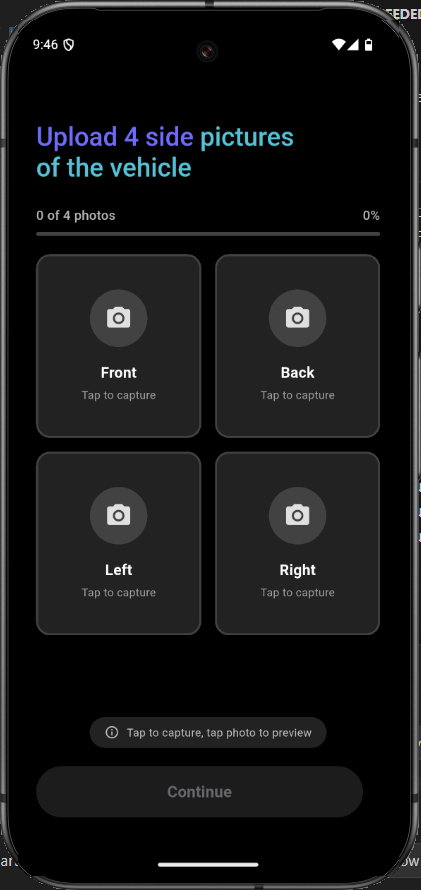 9:46
Upload 4 side pictures
of the vehicle
0 of 4 photos 0%
Front Back
Tap to capture Tap to capture
Left Right
Tap to capture Tap to capture
Tap to capture, tap photo to preview
Continue